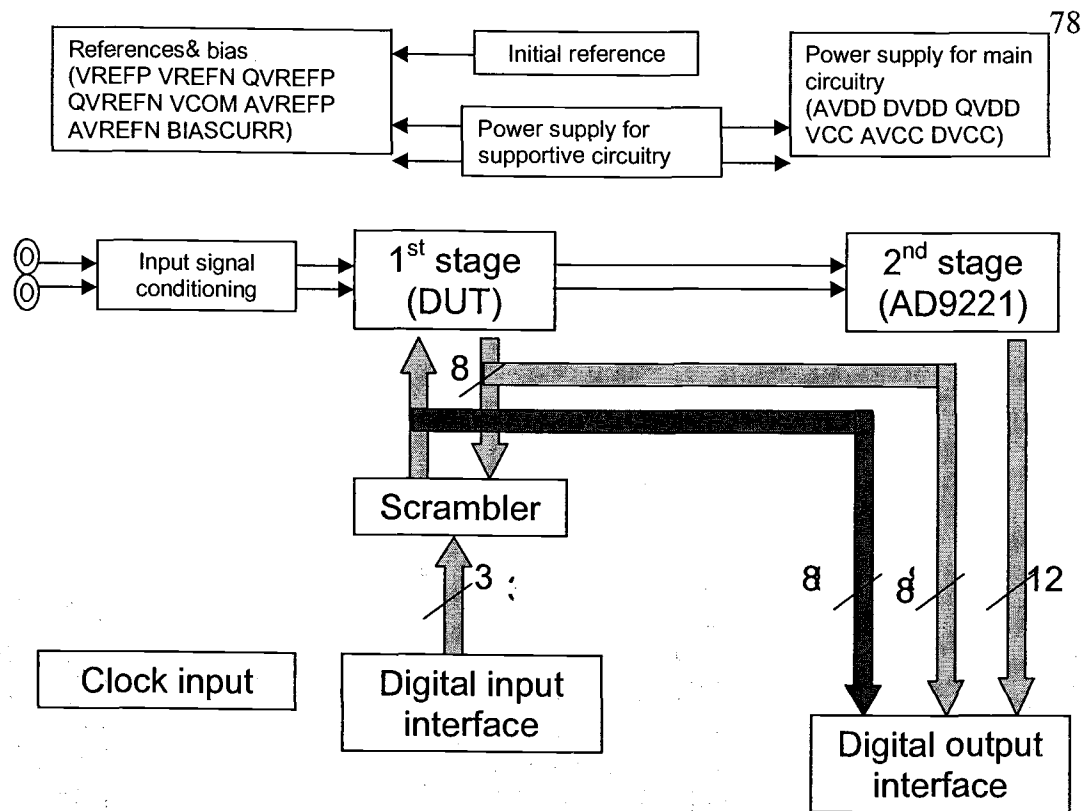 78
References& bias
(VREFP VREFN QVREFP
QVREFN VCOM AVREFP
AVREFN BIASCURR)
Initial reference
Power supply for
supportive circuitry
Power supply for main
circuitry
(AVDD DVDD QVDD
VCC AVCC DVCC)
Input signal
conditioning
1st stage
(DUT)
2nd stage
(AD9221)
8
Scrambler
3
8
8
12
Clock input
Digital input
interface
Digital output
interface